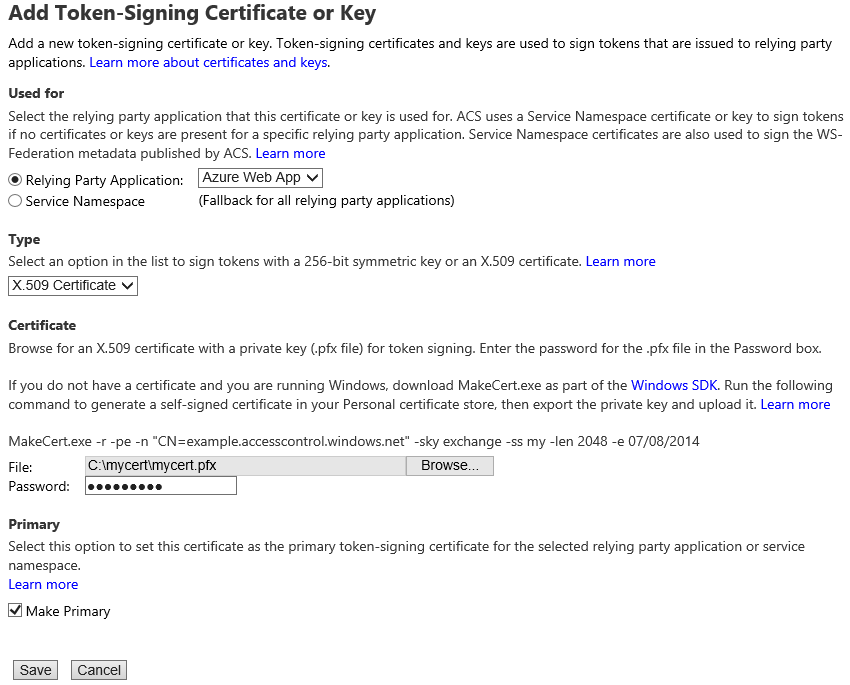 Add Token-Signing Certificate or Key
Add a new token-signing certificate or key. Token-signing certificates and keys are used to sign tokens that are issued to relying party
applications. Learn more about certificates and keys.
Used for
Select the relying party application that this certificate or key is used for. ACS uses a Service Namespace certificate or key to sign tokens
if no certificates or keys are present for a specific relying party application. Service Namespace certificates are also used to sign the WS-
Federation metadata published by ACS. Learn more
Relying Party Application: Azure Web App
Service Namespace (Fallback for all relying party applications)
Type
Select an option in the list to sign tokens with a 256-bit symmetric key or an X.509 certificate. Learn more
X.509 Certificate
Certificate
Browse for an X.509 certificate with a private key (.pfx file) for token signing. Enter the password for the .pfx file in the Password box.
If you do not have a certificate and you are running Windows, download MakeCert.exe as part of the Windows SDK. Run the following
command to generate a self-signed certificate in your Personal certificate store, then export the private key and upload it. Learn more
MakeCert.exe -r -pe -n "CN=example.accesscontrol.windows.net" -sky exchange -ss my -len 2048 -e 07/08/2014
File: C:\mycert\mycert.pfx Browse...
Password: ●●●●●●●●●
Primary
Select this option to set this certificate as the primary token-signing certificate for the selected relying party application or service
namespace.
Learn more
Make Primary
Save Cancel